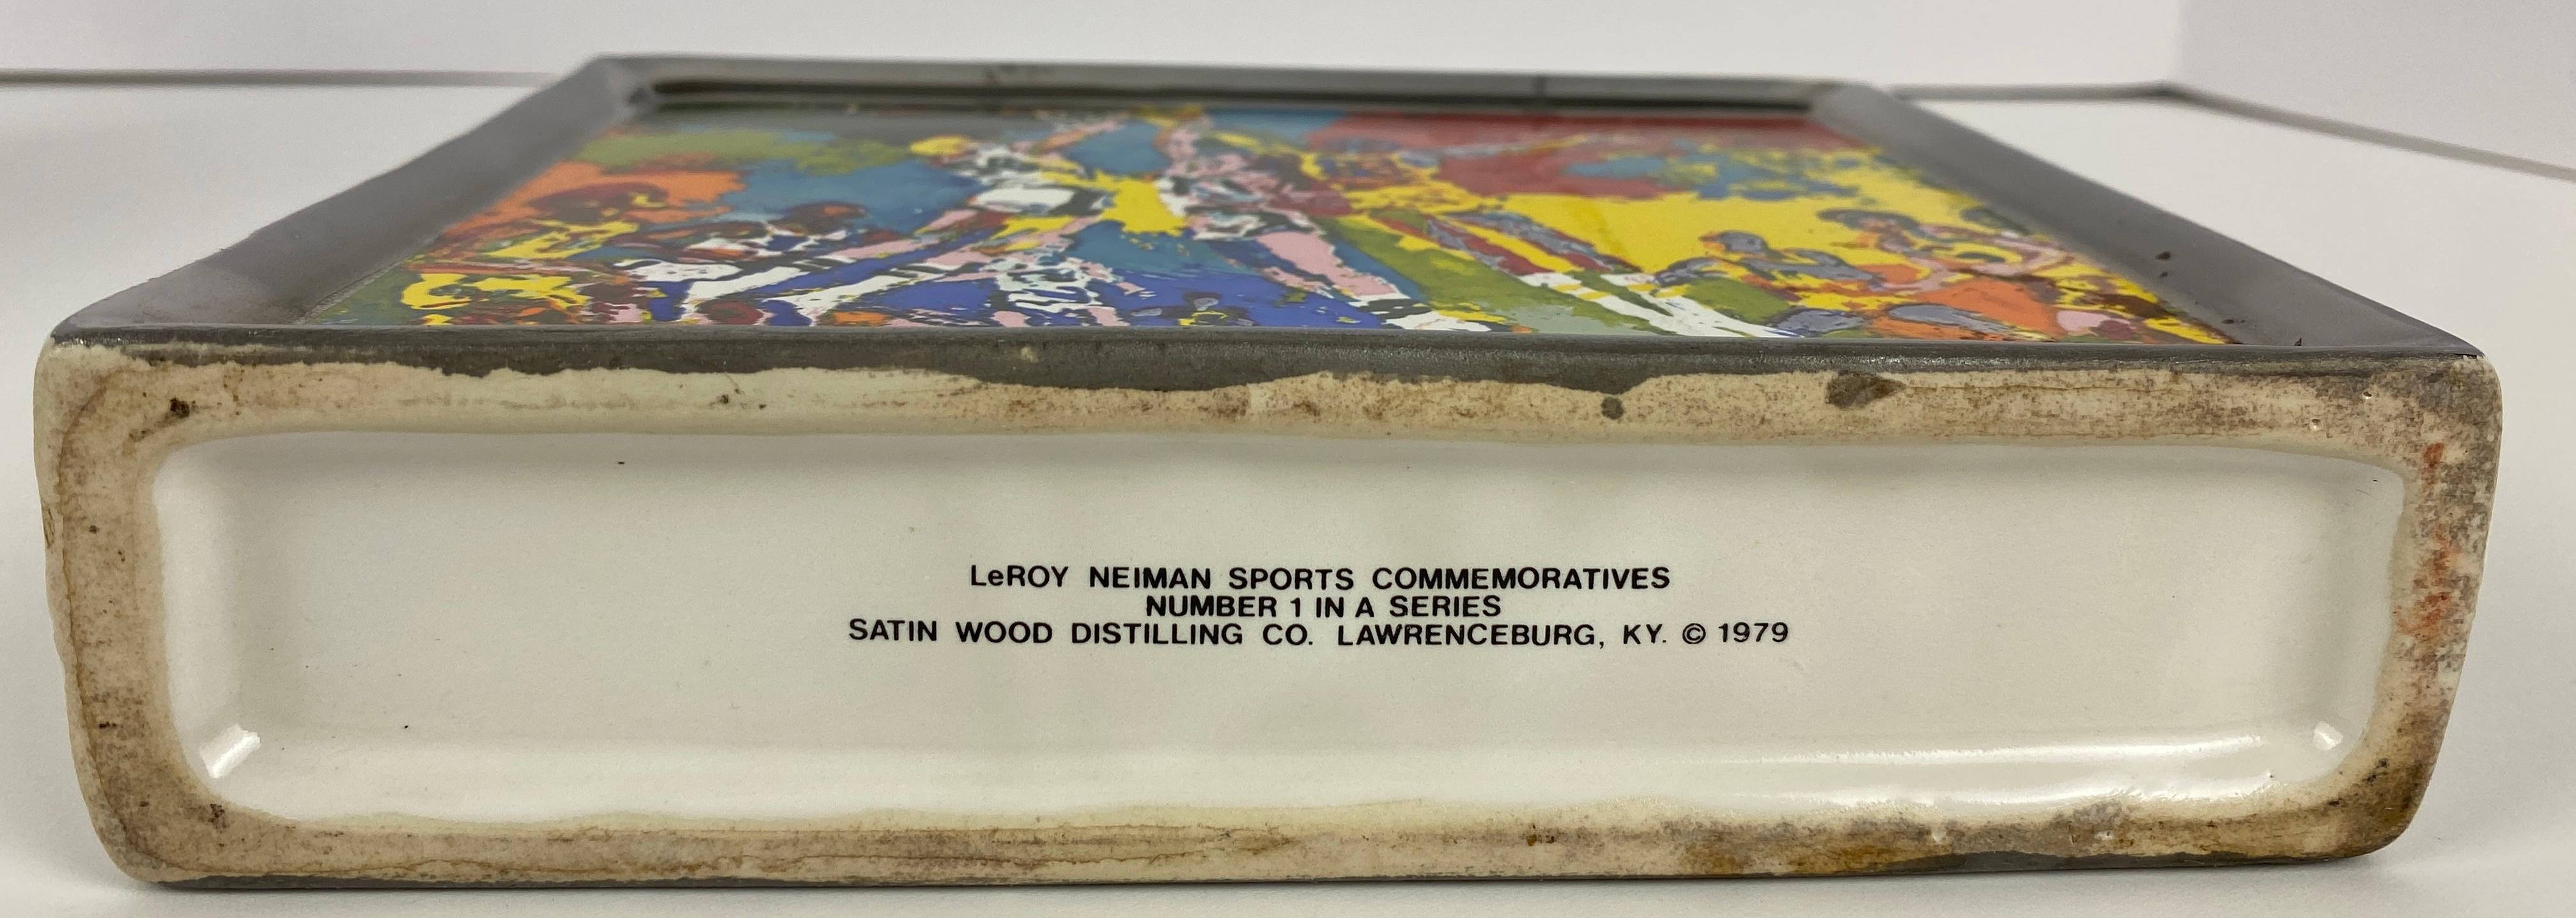 LeROY NEIMAN SPORTS COMMEMORATIVES
NUMBER 1 IN A SERIES
SATIN WOOD DISTILLING CO. LAWRENCEBURG, KY. © 1979